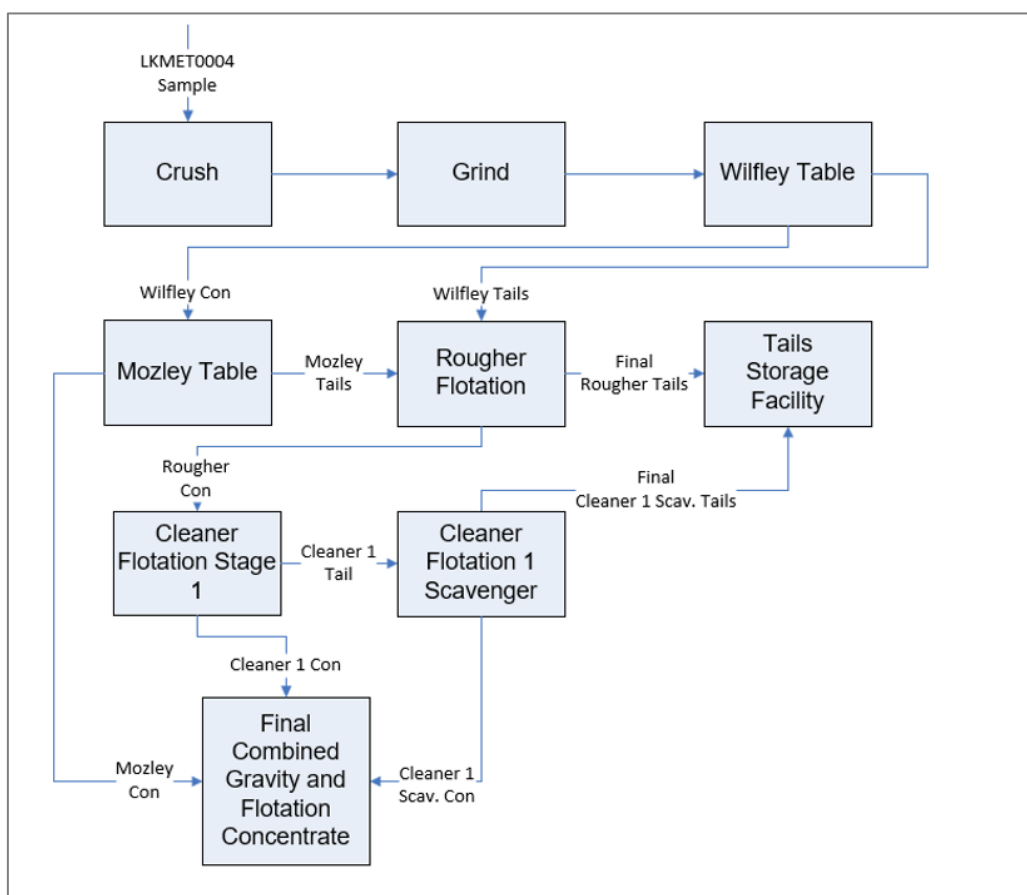 LKMET0004
Sample
Crush
Grind
Wilfley Table
Wilfley Con
Wilfley Tails
Mozley Table
Mozley
Tails
Rougher
Flotation
Final
Rougher Tails
Tails
Storage
Facility
Rougher
Con
Final
Cleaner 1 Scav. Tails
Cleaner
Flotation Stage
1
Cleaner 1
Tail
Cleaner
Flotation 1
Scavenger
Cleaner 1 Con
Final
Combined
Gravity and
Flotation
Concentrate
Mozley
Con
Cleaner 1
Scav. Con